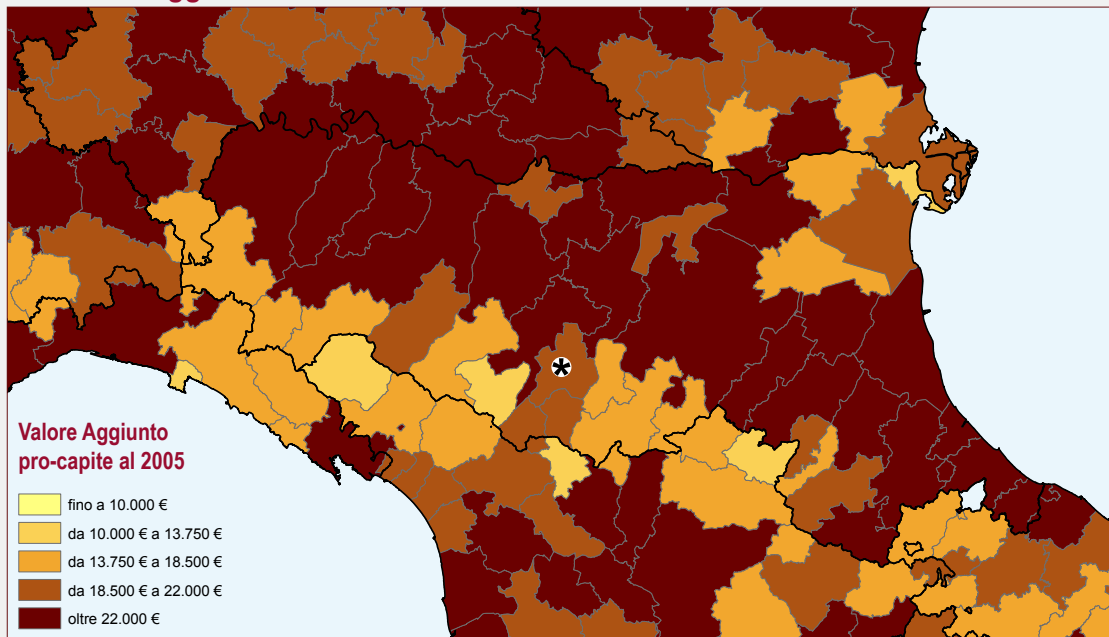 Valore Aggiunto
pro-capite al 2005
fino a 10.000 €
da 10.000 € a 13.750 €
da 13.750 € a 18.500 €
da 18.500 € a 22.000 €
oltre 22.000 €